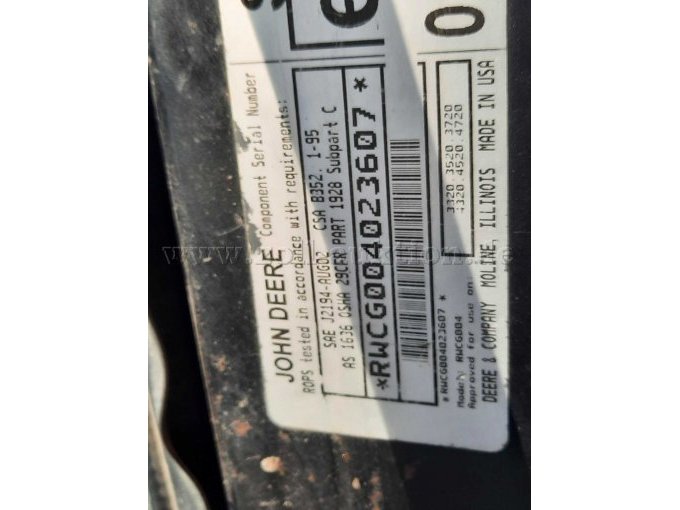 JOHN DEERE Component Serial Number
ROPS tested in accordance with requirements:
SAE J2194-AUG02 CSA B352. 1-95
AS 1636 OSHA 29CFR PART 1928 Subpart C
*RWCG004023607 *
*RWCG004023607 *
Model: RWCG004
Approved for use on:
3320 3520 3720
4320 4520 4720
DEERE & COMPANY MOLINE, ILLINOIS MADE IN USA
e
0